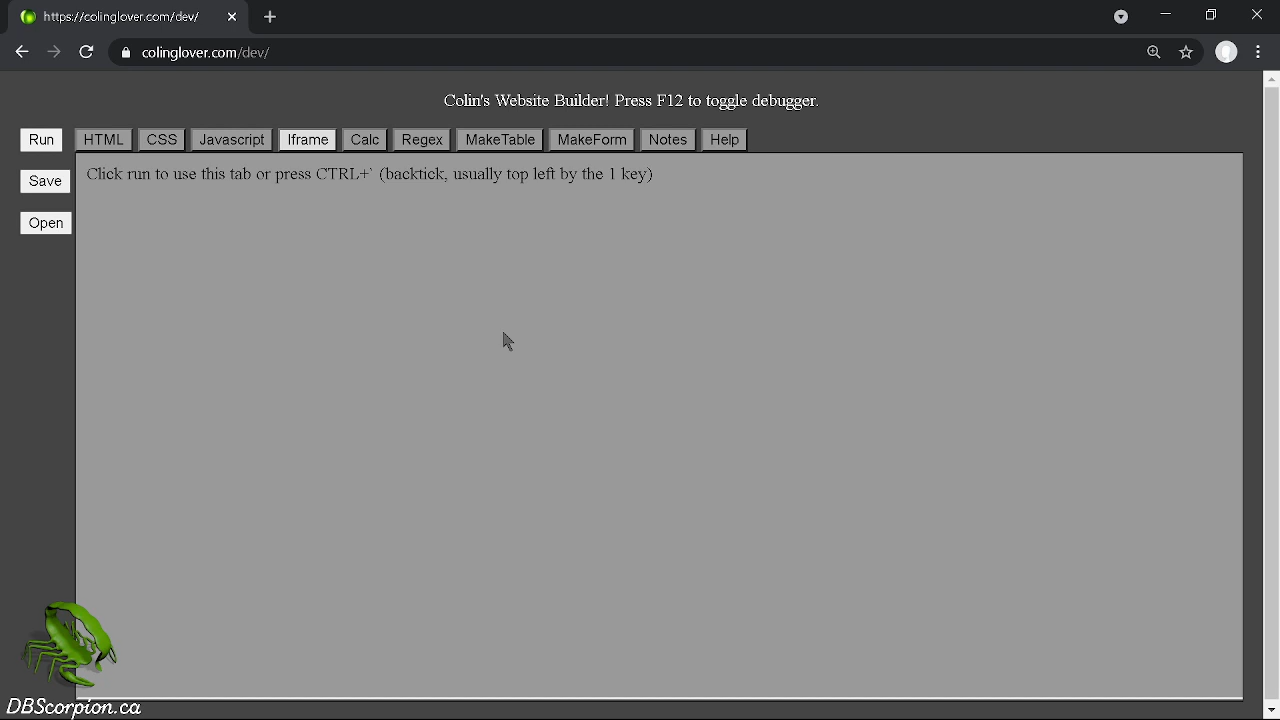 https://colinglover.com/dev/
colinglover.com/dev/
Colin's Website Builder! Press F12 to toggle debugger.
Run HTML CSS Javascript Iframe Calc Regex MakeTable MakeForm Notes Help
Click run to use this tab or press CTRL+` (backtick, usually top left by the 1 key)
Save
Open
DBScorpion.ca